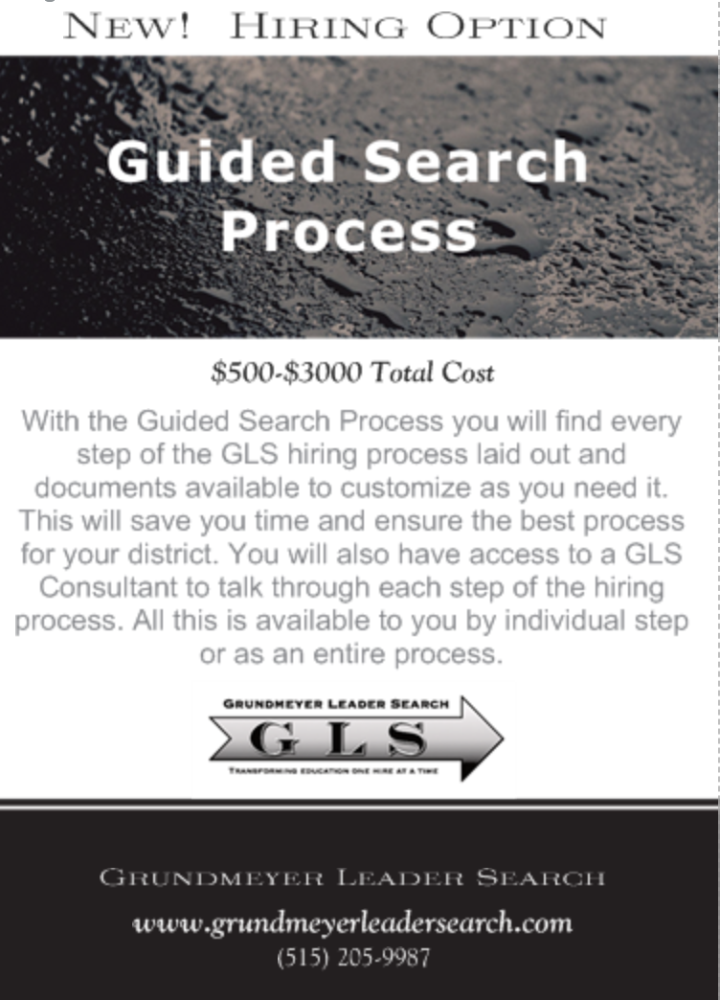 NEW! HIRING OPTION
Guided Search
Process
$500-$3000 Total Cost
With the Guided Search Process you will find every
step of the GLS hiring process laid out and
documents available to customize as you need it.
This will save you time and ensure the best process
for your district. You will also have access to a GLS
Consultant to talk through each step of the hiring
process. All this is available to you by individual step
or as an entire process.
GRUNDMEYER LEADER SEARCH
GLS
TRANSFORMING EDUCATION ONE HIRE AT A TIME
GRUNDMEYER LEADER SEARCH
www.grundmeyerleadersearch.com
(515) 205-9987